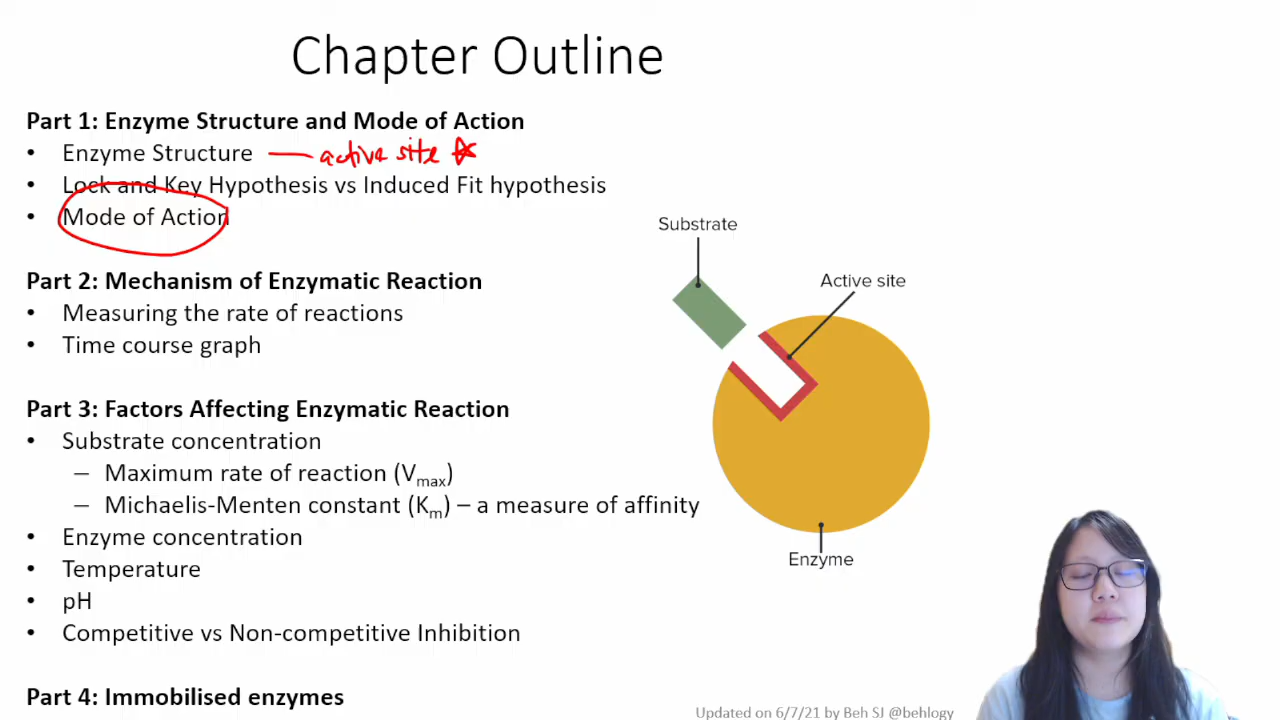 Chapter Outline
Part 1: Enzyme Structure and Mode of Action
• Enzyme Structure — active site ☆
• Lock and Key Hypothesis vs Induced Fit hypothesis
• Mode of Action
Part 2: Mechanism of Enzymatic Reaction
• Measuring the rate of reactions
• Time course graph
Part 3: Factors Affecting Enzymatic Reaction
• Substrate concentration
– Maximum rate of reaction (Vmax)
– Michaelis-Menten constant (Km) – a measure of affinity
• Enzyme concentration
• Temperature
• pH
• Competitive vs Non-competitive Inhibition
Part 4: Immobilised enzymes
Substrate
Active site
Enzyme
Updated on 6/7/21 by Beh SJ @behlogy